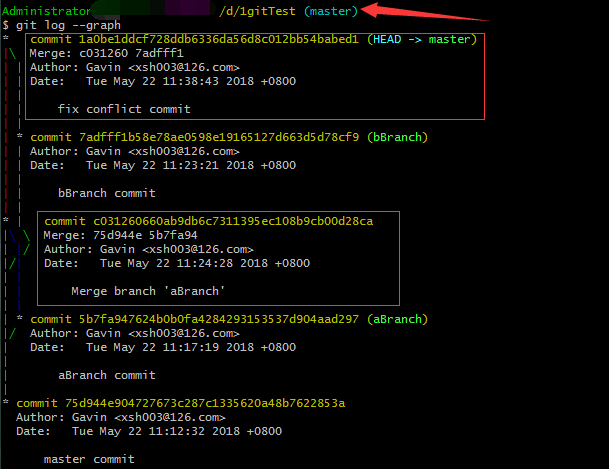 Administrator /d/1gitTest (master)
$ git log --graph
* commit 1a0be1ddcf728ddb6336da56d8c012bb54babed1 (HEAD -> master)
|\ Merge: c031260 7adfff1
| | Author: Gavin <xsh003@126.com>
| | Date: Tue May 22 11:38:43 2018 +0800
| |
| | fix conflict commit
| |
| * commit 7adfff1b58e78ae0598e19165127d663d5d78cf9 (bBranch)
| | Author: Gavin <xsh003@126.com>
| | Date: Tue May 22 11:23:21 2018 +0800
| |
| | bBranch commit
| |
* | commit c031260660ab9db6c7311395ec108b9cb00d28ca
|\ \ Merge: 75d944e 5b7fa94
| |/ Author: Gavin <xsh003@126.com>
|/| Date: Tue May 22 11:24:28 2018 +0800
| |
| | Merge branch 'aBranch'
| |
| * commit 5b7fa947624b0b0fa4284293153537d904aad297 (aBranch)
|/ Author: Gavin <xsh003@126.com>
| Date: Tue May 22 11:17:19 2018 +0800
|
| aBranch commit
|
* commit 75d944e904727673c287c1335620a48b7622853a
Author: Gavin <xsh003@126.com>
Date: Tue May 22 11:12:32 2018 +0800
master commit